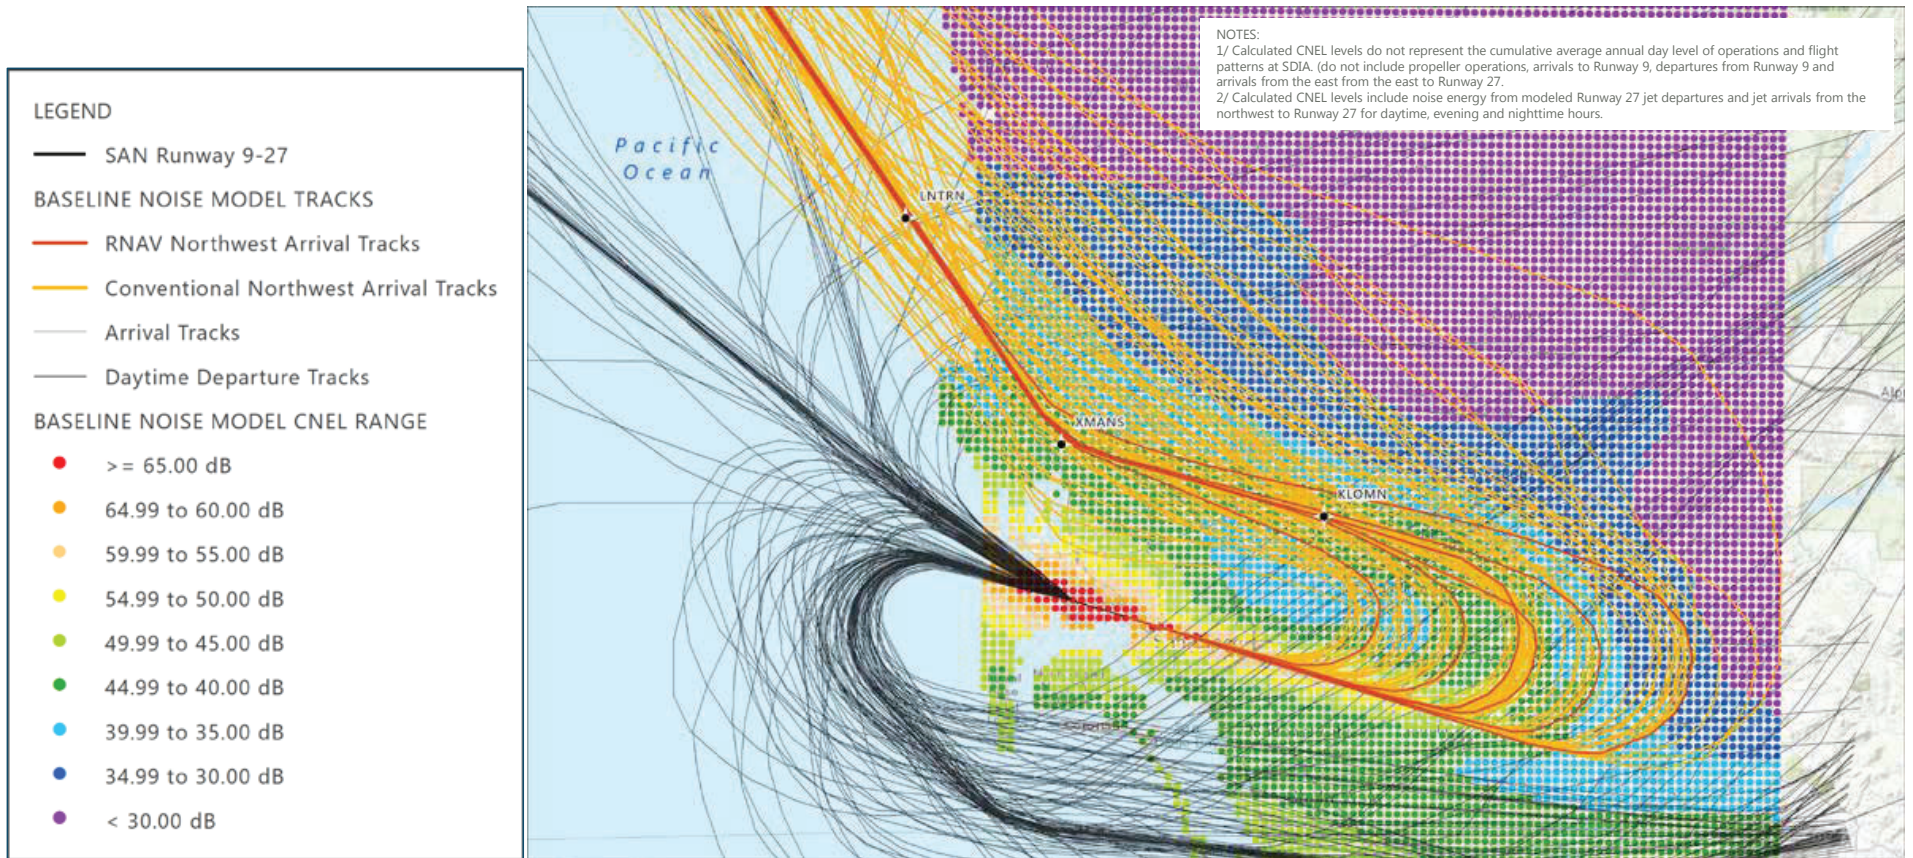 LEGEND
SAN Runway 9-27
BASELINE NOISE MODEL TRACKS
RNAV Northwest Arrival Tracks
Conventional Northwest Arrival Tracks
Arrival Tracks
Daytime Departure Tracks
BASELINE NOISE MODEL CNEL RANGE
>= 65.00 dB
64.99 to 60.00 dB
59.99 to 55.00 dB
54.99 to 50.00 dB
49.99 to 45.00 dB
44.99 to 40.00 dB
39.99 to 35.00 dB
34.99 to 30.00 dB
< 30.00 dB
NOTES:
1/ Calculated CNEL levels do not represent the cumulative average annual day level of operations and flight
patterns at SDIA. (do not include propeller operations, arrivals to Runway 9, departures from Runway 9 and
arrivals from the east from the east to Runway 27.
2/ Calculated CNEL levels include noise energy from modeled Runway 27 jet departures and jet arrivals from the
northwest to Runway 27 for daytime, evening and nighttime hours.
Pacific
Ocean
LNTRN
XMANS
KLOMN